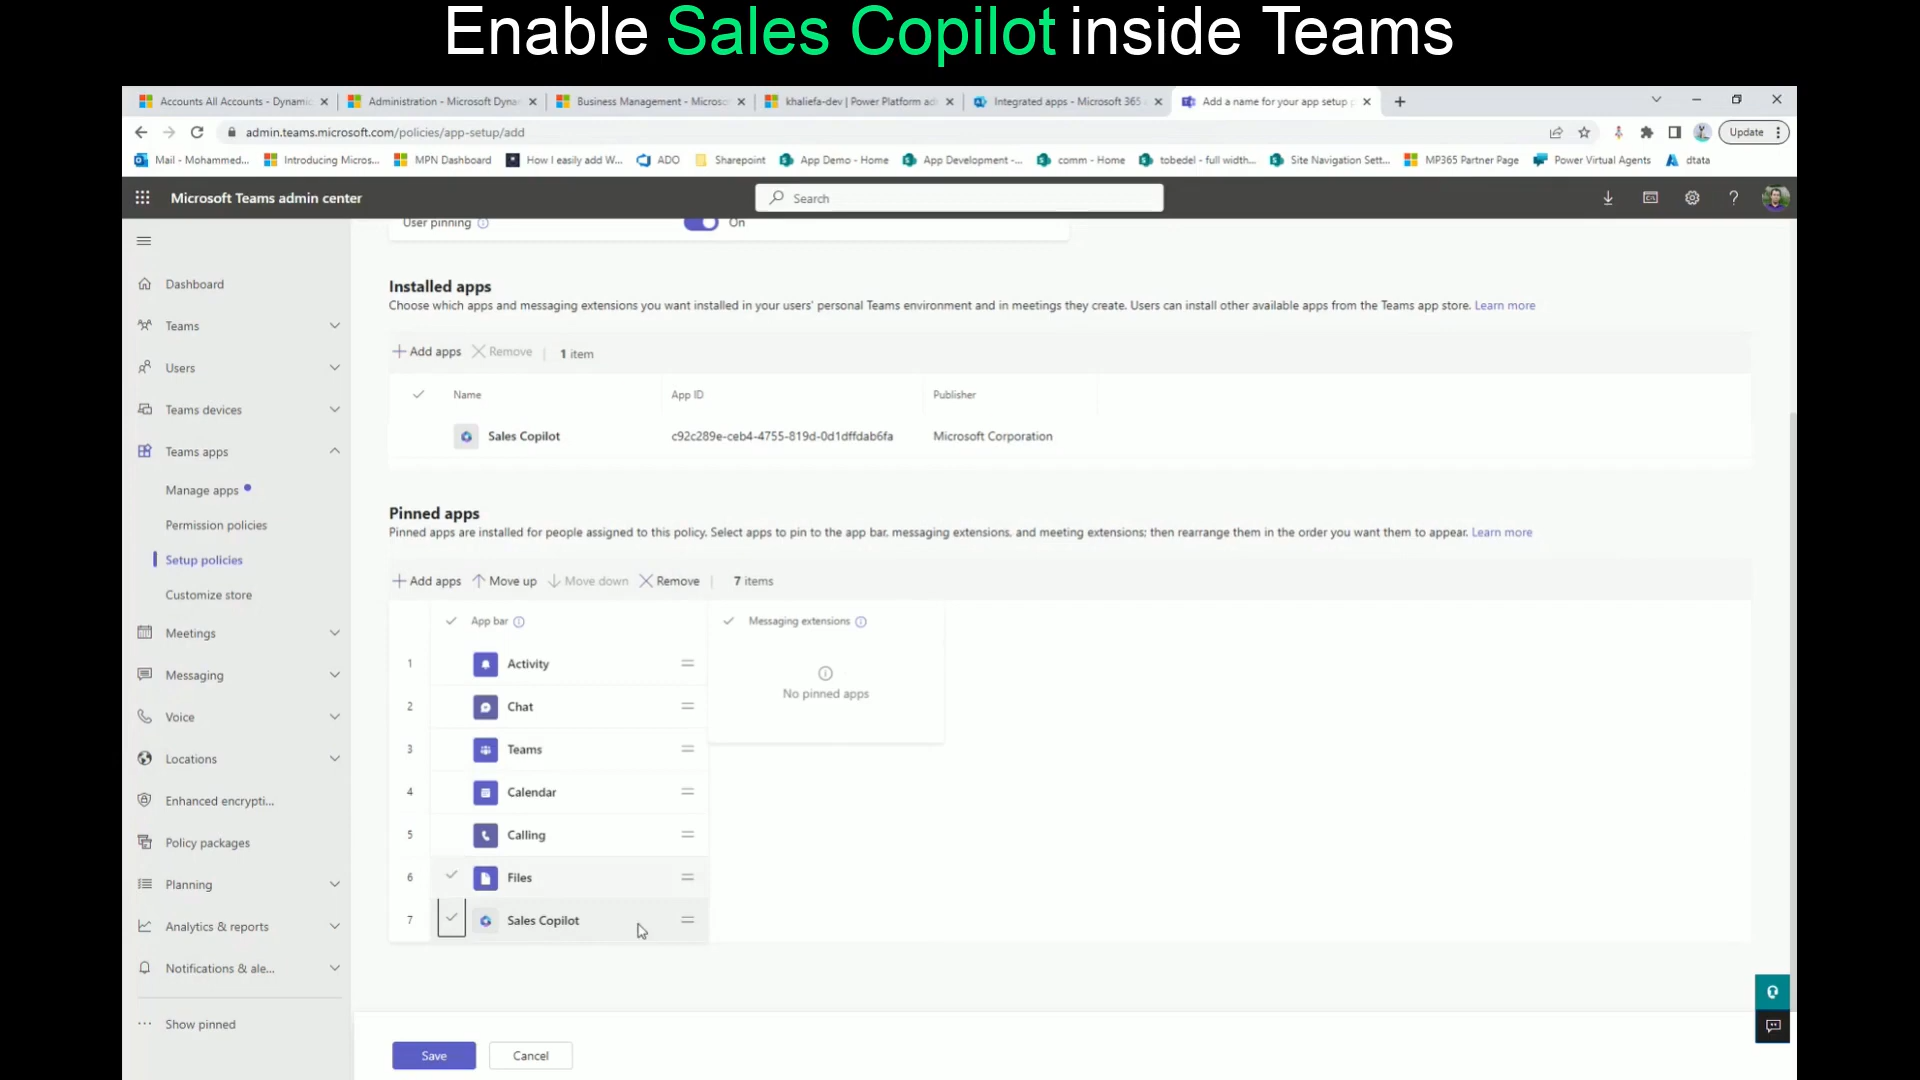 Enable Sales Copilot inside Teams
Accounts All Accounts - Dynamic
Administration - Microsoft Dyna
Business Management - Microso
khaliefa-dev | Power Platform ad
Integrated apps - Microsoft 365
Add a name for your app setup p
admin.teams.microsoft.com/policies/app-setup/add
Update
Mail - Mohammed...
Introducing Micros...
MPN Dashboard
How I easily add W...
ADO
Sharepoint
App Demo - Home
App Development -...
comm - Home
tobedel - full width...
Site Navigation Sett...
MP365 Partner Page
Power Virtual Agents
dtata
Microsoft Teams admin center
Search
User pinning
On
Dashboard
Teams
Users
Teams devices
Teams apps
Manage apps
Permission policies
Setup policies
Customize store
Meetings
Messaging
Voice
Locations
Enhanced encrypti...
Policy packages
Planning
Analytics & reports
Notifications & ale...
Show pinned
Installed apps
Choose which apps and messaging extensions you want installed in your users' personal Teams environment and in meetings they create. Users can install other available apps from the Teams app store. Learn more
Add apps Remove 1 item
Name App ID Publisher
Sales Copilot c92c289e-ceb4-4755-819d-0d1dffdab6fa Microsoft Corporation
Pinned apps
Pinned apps are installed for people assigned to this policy. Select apps to pin to the app bar, messaging extensions, and meeting extensions; then rearrange them in the order you want them to appear. Learn more
Add apps Move up Move down Remove 7 items
App bar Messaging extensions
1 Activity
2 Chat
3 Teams
4 Calendar
5 Calling
6 Files
7 Sales Copilot
No pinned apps
Save Cancel